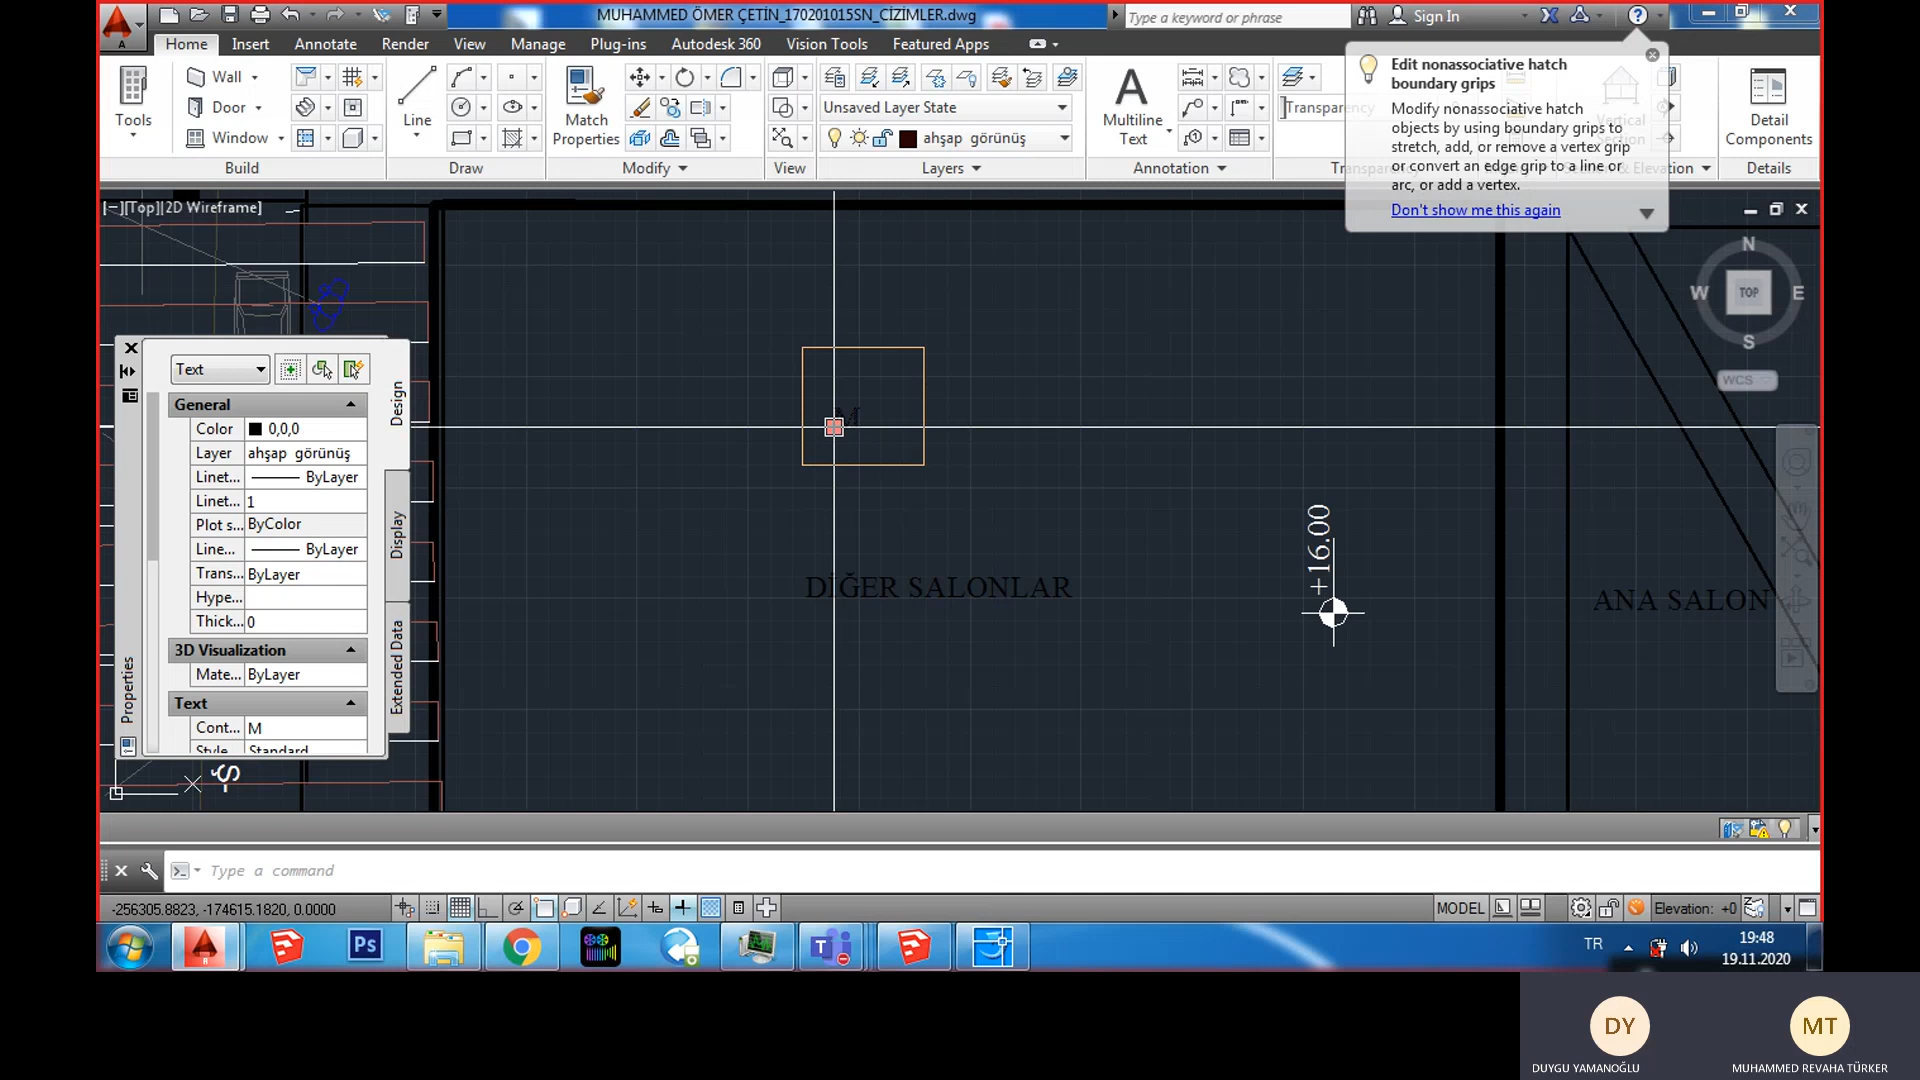 MUHAMMED ÖMER ÇETİN_170201015SN_CİZİMLER.dwg
Type a keyword or phrase
Sign In
Home Insert Annotate Render View Manage Plug-ins Autodesk 360 Vision Tools Featured Apps
Tools
Wall
Door
Window
Build
Line
Draw
Match
Properties
Modify
View
Unsaved Layer State
ahşap görünüş
Layers
Multiline
Text
Annotation
Transparency
Vertical
& Elevation
Detail
Components
Details
Edit nonassociative hatch
boundary grips
Modify nonassociative hatch
objects by using boundary grips to
stretch, add, or remove a vertex grip
or convert an edge grip to a line or
arc, or add a vertex.
Don't show me this again
[−][Top][2D Wireframe]
N
W TOP E
S
WCS
Text
Design
Display
Extended Data
Properties
General
Color 0,0,0
Layer ahşap görünüş
Linet... ByLayer
Linet... 1
Plot s... ByColor
Line... ByLayer
Trans... ByLayer
Hype...
Thick... 0
3D Visualization
Mate... ByLayer
Text
Cont... M
Style Standard
M
+16.00
DİĞER SALONLAR
ANA SALON
Type a command
-256305.8823, -174615.1820, 0.0000
MODEL
Elevation: +0
Ps
TR
19:48
19.11.2020
DY
MT
DUYGU YAMANOĞLU
MUHAMMED REVAHA TÜRKER